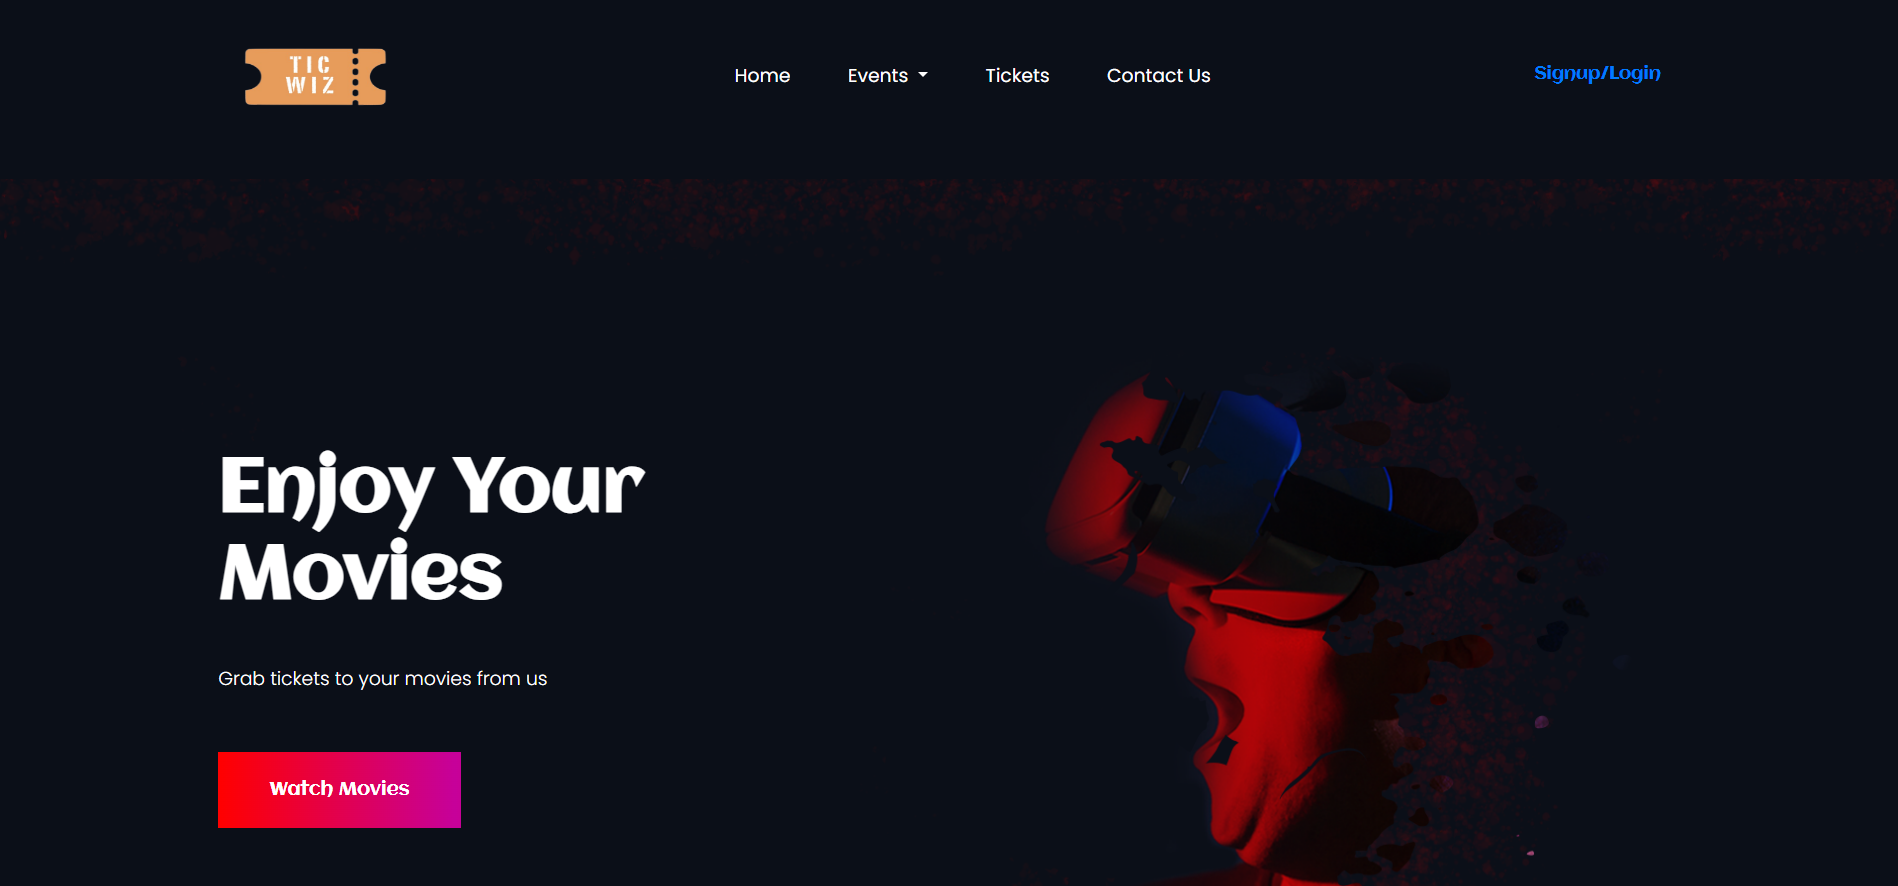 TIC
WIZ
Home
Events
Tickets
Contact Us
Signup/Login
Enjoy Your
Movies
Grab tickets to your movies from us
Watch Movies